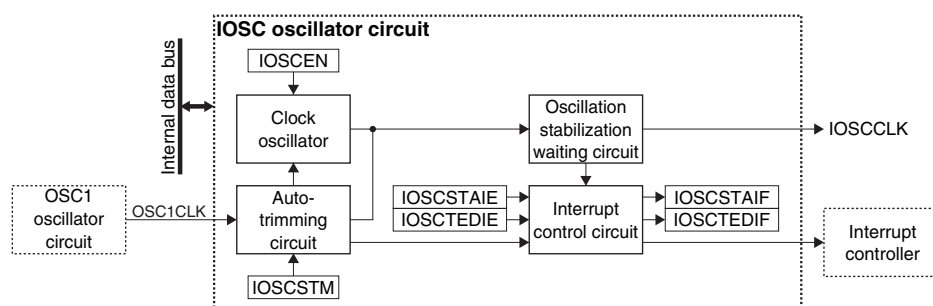 IOSC oscillator circuit
Internal data bus
IOSCEN
Clock
oscillator
Oscillation
stabilization
waiting circuit
IOSCCLK
OSC1
oscillator
circuit
OSC1CLK
Auto-
trimming
circuit
IOSCSTAIE
IOSCTEDIE
Interrupt
control circuit
IOSCSTAIF
IOSCTEDIF
Interrupt
controller
IOSCSTM